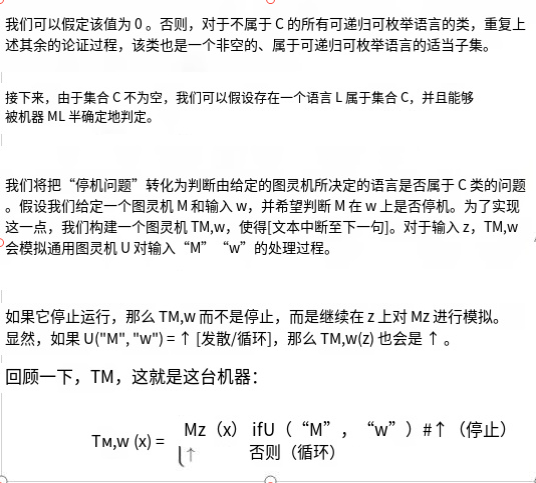 我们可以假定该值为 0 。否则，对于不属于 C 的所有可递归可枚举语言的类，重复上
述其余的论证过程，该类也是一个非空的、属于可递归可枚举语言的适当子集。
接下来，由于集合 C 不为空，我们可以假设存在一个语言 L 属于集合 C，并且能够
被机器 ML 半确定地判定。
我们将把“停机问题”转化为判断由给定的图灵机所决定的语言是否属于 C 类的问题
。假设我们给定一个图灵机 M 和输入 w，并希望判断 M 在 w 上是否停机。为了实现
这一点，我们构建一个图灵机 TM,w，使得[文本中断至下一句]。对于输入 z，TM,w
会模拟通用图灵机 U 对输入“M” “w”的处理过程。
如果它停止运行，那么 TM,w 而不是停止，而是继续在 z 上对 Mz 进行模拟。
显然，如果 U("M", "w") = ↑ [发散/循环]，那么 TM,w(z) 也会是 ↑ 。
回顾一下，TM，这就是这台机器：
Mz（x） ifU（“M”，“w”）#↑（停止）
Tм,w (x) =
⎩↑ 否则（循环）